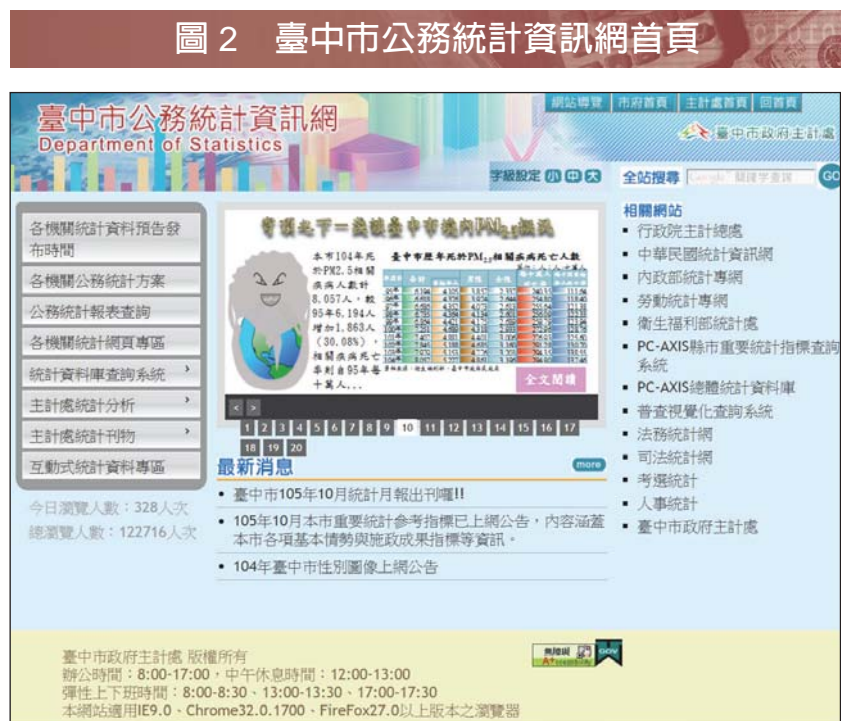 圖 2　臺中市公務統計資訊網首頁
臺中市公務統計資訊網
Department of Statistics
網站導覽 市府首頁 主計處首頁 回首頁
臺中市政府主計處
字級設定 小 中 大
全站搜尋 GO
各機關統計資料預告發
布時間
各機關公務統計方案
公務統計報表查詢
各機關統計網頁專區
統計資料庫查詢系統 ›
主計處統計分析 ›
主計處統計刊物 ›
互動式統計資料專區
今日瀏覽人數：328人次
總瀏覽人數：122716人次
穹頂之下－淺談臺中市境內PM2.5概況
本市104年死
於PM2.5相關
疾病人數計
8,057人，較
95年6,194人
增加1,863人
(30.08%)，
相關疾病死亡
率則自95年每
十萬人...
臺中市歷年死於PM2.5相關疾病死亡人數
全文閱讀
< >
1 2 3 4 5 6 7 8 9 10 11 12 13 14 15 16 17
18 19 20
最新消息
more
• 臺中市105年10月統計月報出刊囉!!
• 105年10月本市重要統計參考指標已上網公告，內容涵蓋
本市各項基本情勢與施政成果指標等資訊。
• 104年臺中市性別圖像上網公告
相關網站
▪ 行政院主計總處
▪ 中華民國統計資訊網
▪ 內政部統計專網
▪ 勞動統計專網
▪ 衛生福利部統計處
▪ PC-AXIS縣市重要統計指標查詢
系統
▪ PC-AXIS總體統計資料庫
▪ 普查視覺化查詢系統
▪ 法務統計網
▪ 司法統計網
▪ 考選統計
▪ 人事統計
▪ 臺中市政府主計處
臺中市政府主計處 版權所有
辦公時間：8:00-17:00，中午休息時間：12:00-13:00
彈性上下班時間：8:00-8:30、13:00-13:30、17:00-17:30
本網站適用IE9.0、Chrome32.0.1700、FireFox27.0以上版本之瀏覽器
無障礙
A+
GOV